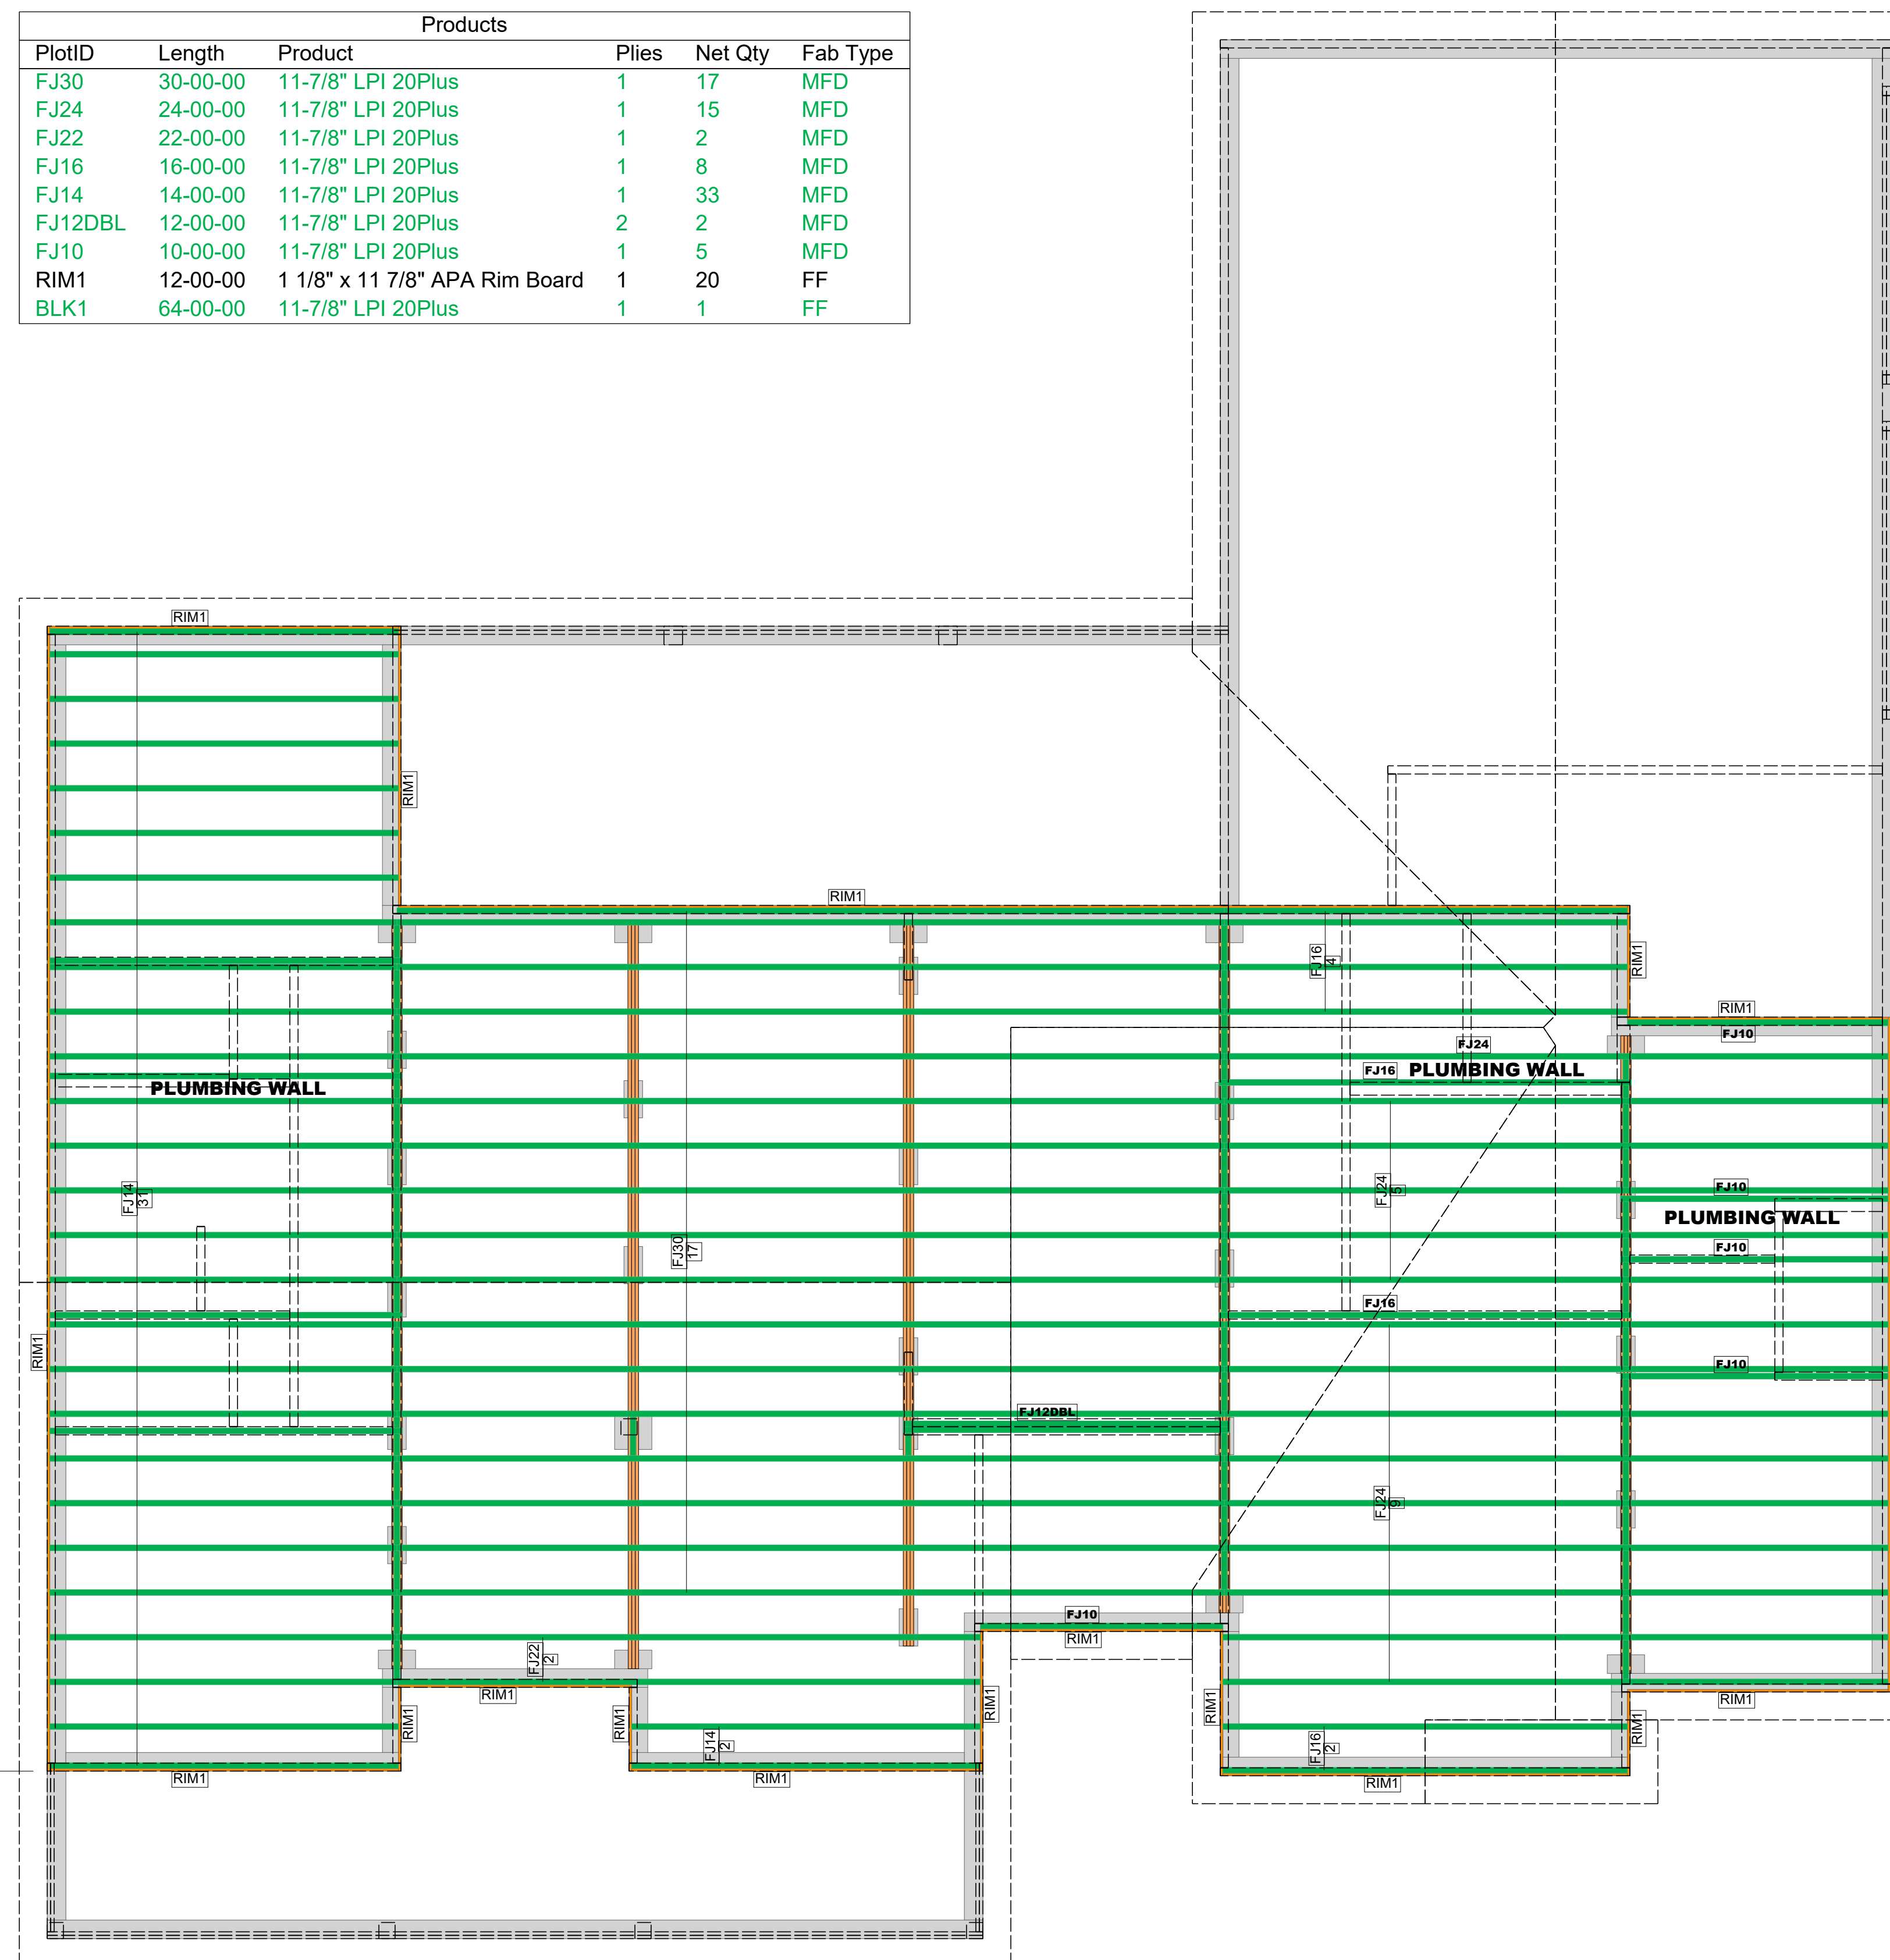 Products
PlotID Length Product Plies Net Qty Fab Type
FJ30 30-00-00 11-7/8" LPI 20Plus 1 17 MFD
FJ24 24-00-00 11-7/8" LPI 20Plus 1 15 MFD
FJ22 22-00-00 11-7/8" LPI 20Plus 1 2 MFD
FJ16 16-00-00 11-7/8" LPI 20Plus 1 8 MFD
FJ14 14-00-00 11-7/8" LPI 20Plus 1 33 MFD
FJ12DBL 12-00-00 11-7/8" LPI 20Plus 2 2 MFD
FJ10 10-00-00 11-7/8" LPI 20Plus 1 5 MFD
RIM1 12-00-00 1 1/8" x 11 7/8" APA Rim Board 1 20 FF
BLK1 64-00-00 11-7/8" LPI 20Plus 1 1 FF
RIM1
RIM1
RIM1
FJ16
4
RIM1
RIM1
FJ10
FJ24
FJ16
PLUMBING WALL
PLUMBING WALL
FJ14
31
FJ24
5
FJ10
PLUMBING WALL
FJ30
17
FJ10
FJ16
RIM1
FJ10
FJ12DBL
FJ24
9
FJ10
RIM1
FJ22
2
RIM1
RIM1
RIM1
RIM1
RIM1
RIM1
RIM1
FJ14
2
FJ16
2
RIM1
RIM1
RIM1